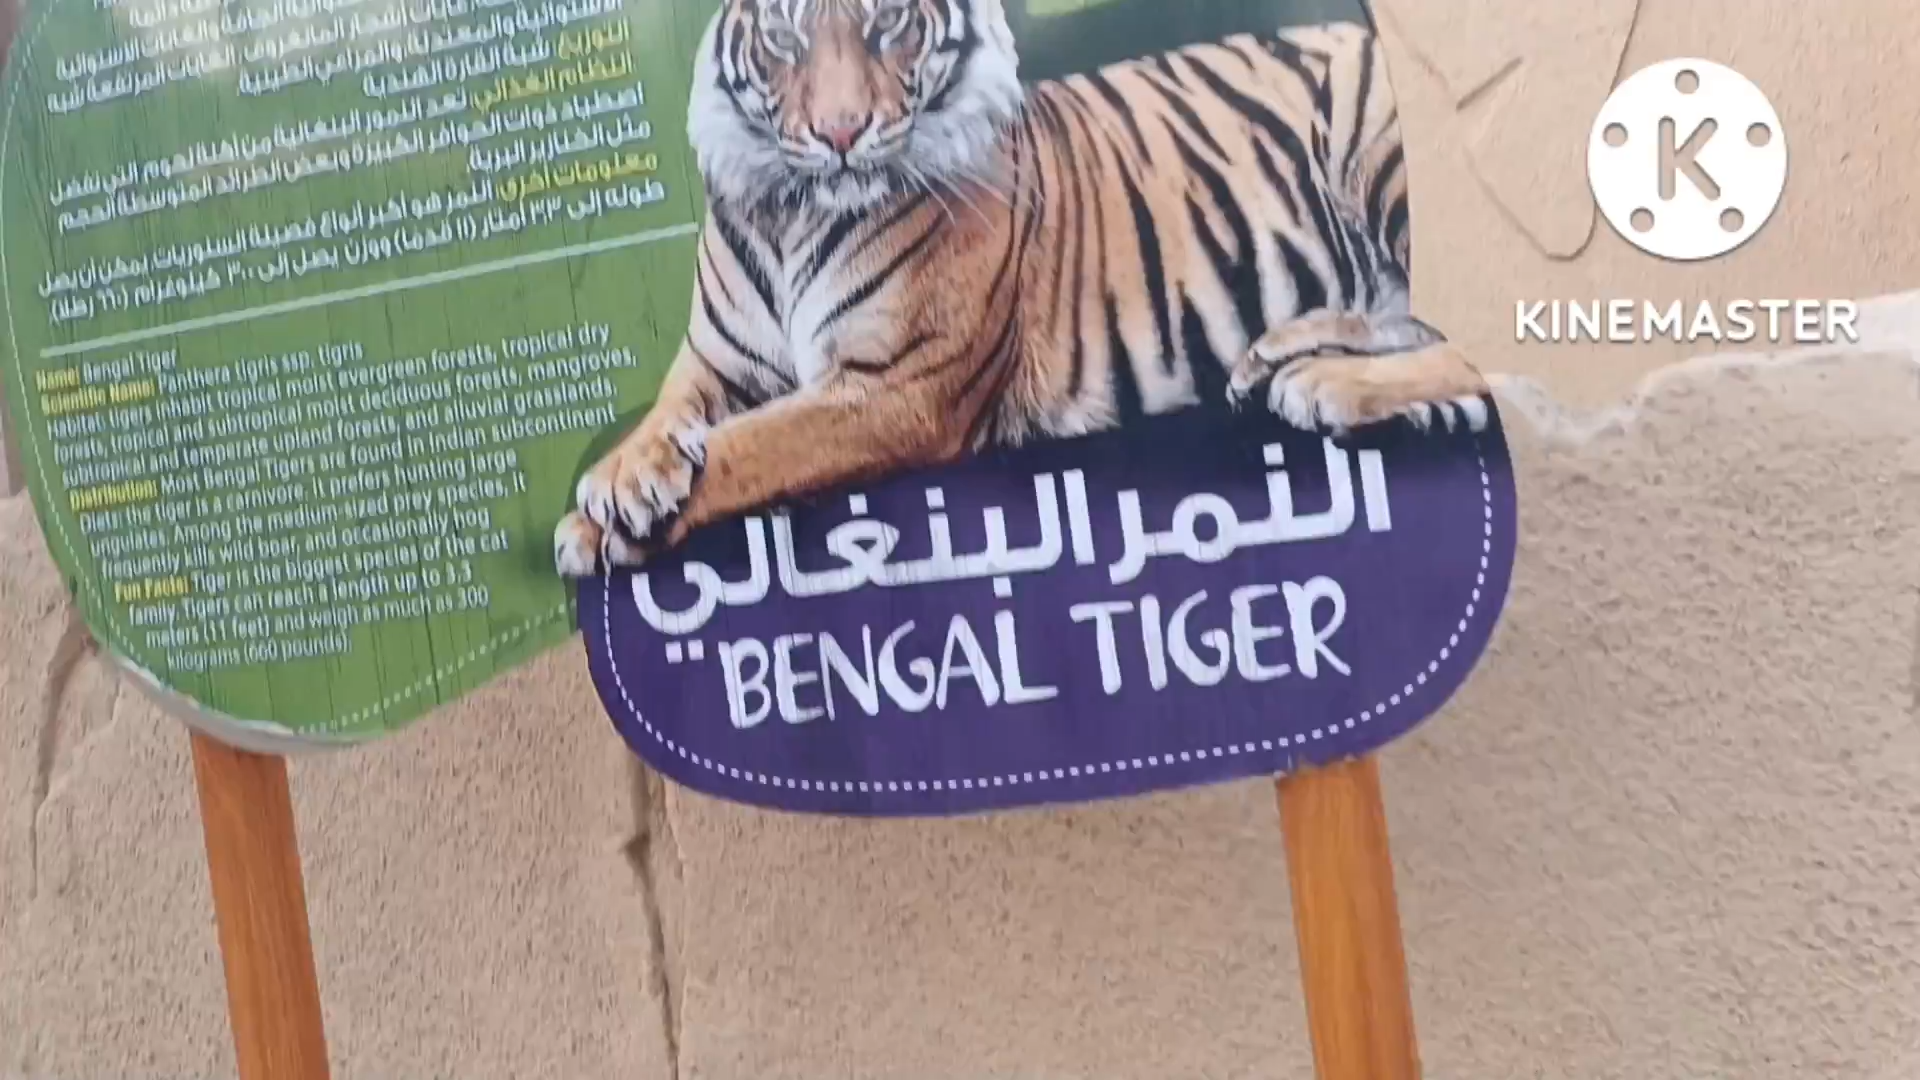 الاستوائية والمعتدلة والمراعي الطينية
التوزيع: شبه القارة الهندية
النظام الغذائي: تعد النمور البنغالية من أكلة لحوم التي تفضل
اصطياد ذوات الحوافر الكبيرة وبعض الطرائد المتوسطة الحجم
مثل الخنازير البرية
معلومات أخرى: النمر هو أكبر أنواع فصيلة السنوريات يمكن أن يصل
طوله إلى ٣,٣ أمتار (١١ قدما) ووزن يصل إلى ٣٠٠ كيلوغرام (٦٦٠ رطلا)
Name: Bengal Tiger
Scientific Name: Panthera tigris ssp. tigris
Habitat: tigers inhibit tropical moist evergreen forests, tropical dry
forests, tropical and subtropical moist deciduous forests, mangroves,
subtropical and temperate upland forests, and alluvial grasslands,
Distribution: Most Bengal Tigers are found in Indian subcontinent
Diet: the tiger is a carnivore. it prefers hunting large
ungulates. Among the medium-sized prey species, it
frequently kills wild boar, and occasionally hog
Fun Facts: Tiger is the biggest species of the cat
family. Tigers can reach a length up to 3.3
meters (11 feet) and weigh as much as 300
kilograms (660 pounds)
النمر البنغالي
BENGAL TIGER
K
KINEMASTER